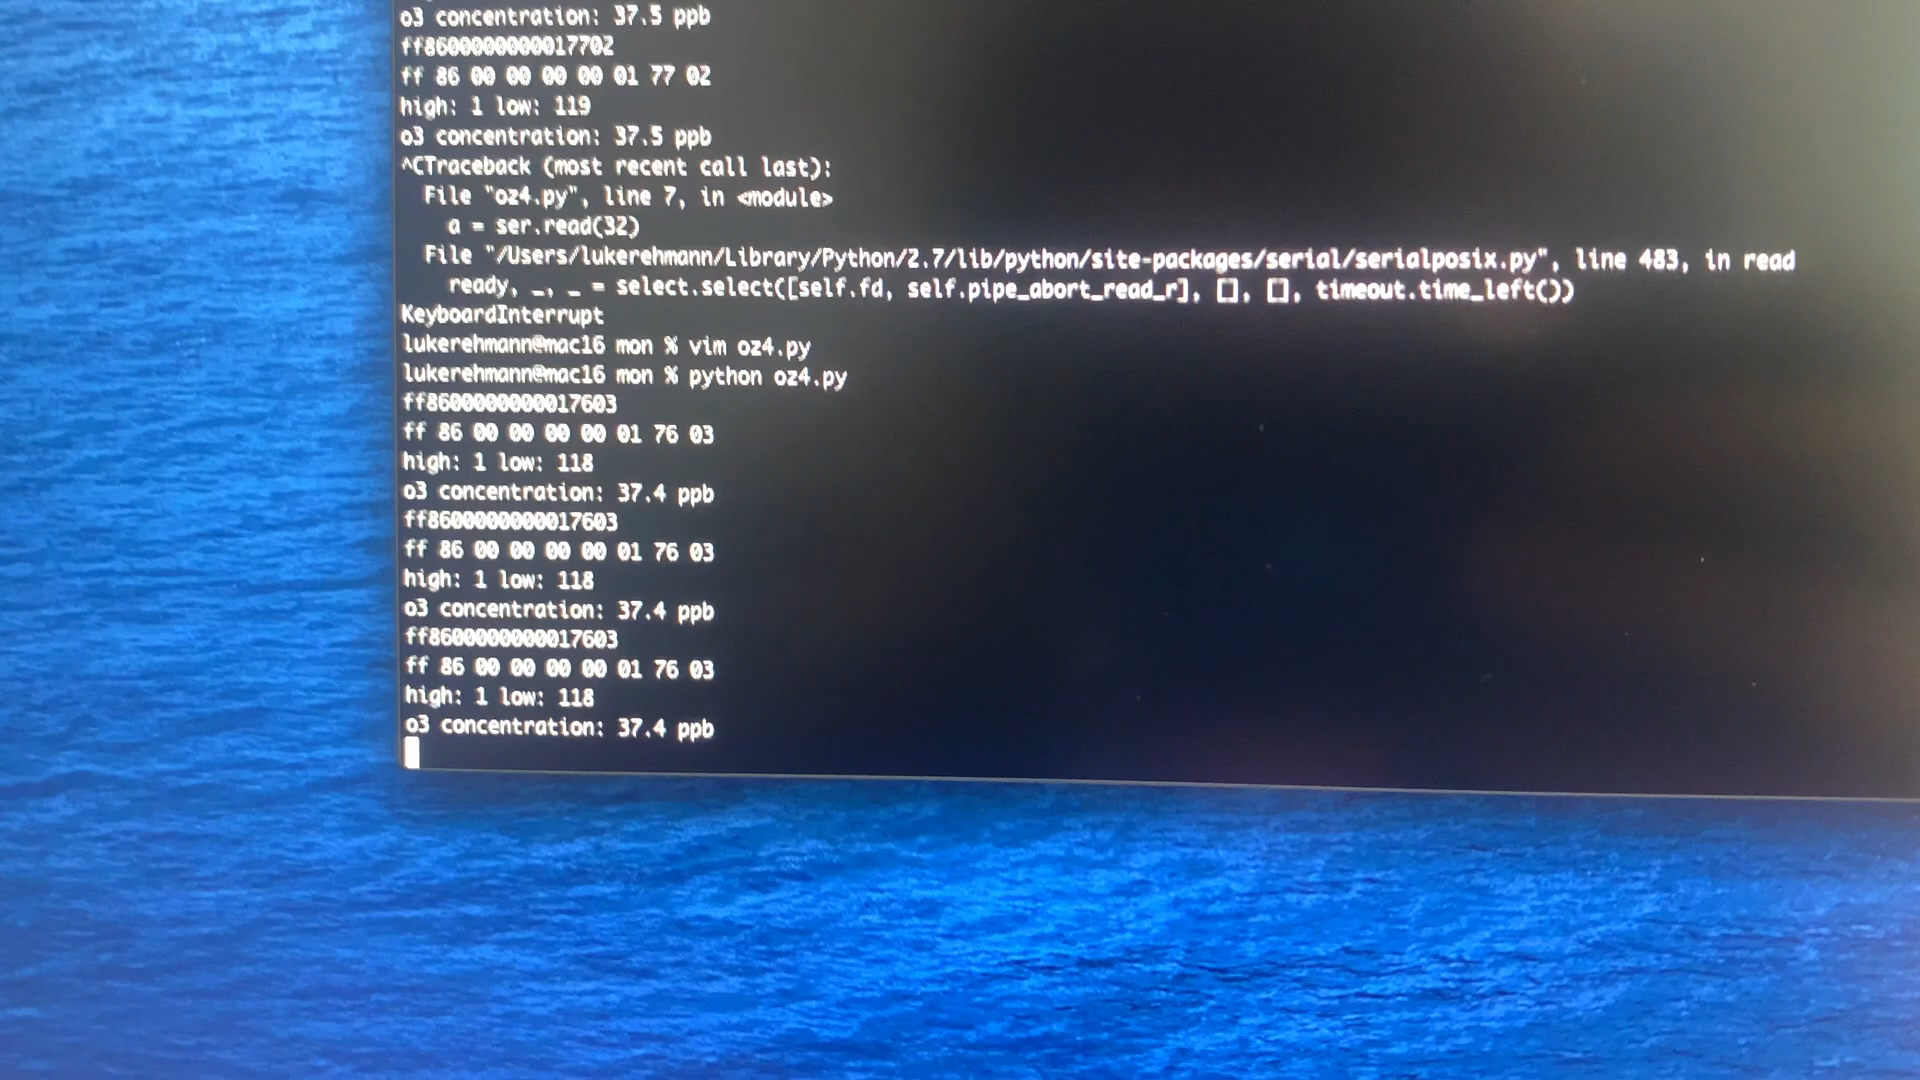 o3 concentration: 37.5 ppb
ff8600000000017702
ff 86 00 00 00 00 01 77 02
high: 1 low: 119
o3 concentration: 37.5 ppb
^CTraceback (most recent call last):
  File "oz4.py", line 7, in <module>
    a = ser.read(32)
  File "/Users/lukerehmann/Library/Python/2.7/lib/python/site-packages/serial/serialposix.py", line 483, in read
    ready, _, _ = select.select([self.fd, self.pipe_abort_read_r], [], [], timeout.time_left())
KeyboardInterrupt
lukerehmann@mac16 mon % vim oz4.py
lukerehmann@mac16 mon % python oz4.py
ff8600000000017603
ff 86 00 00 00 00 01 76 03
high: 1 low: 118
o3 concentration: 37.4 ppb
ff8600000000017603
ff 86 00 00 00 00 01 76 03
high: 1 low: 118
o3 concentration: 37.4 ppb
ff8600000000017603
ff 86 00 00 00 00 01 76 03
high: 1 low: 118
o3 concentration: 37.4 ppb